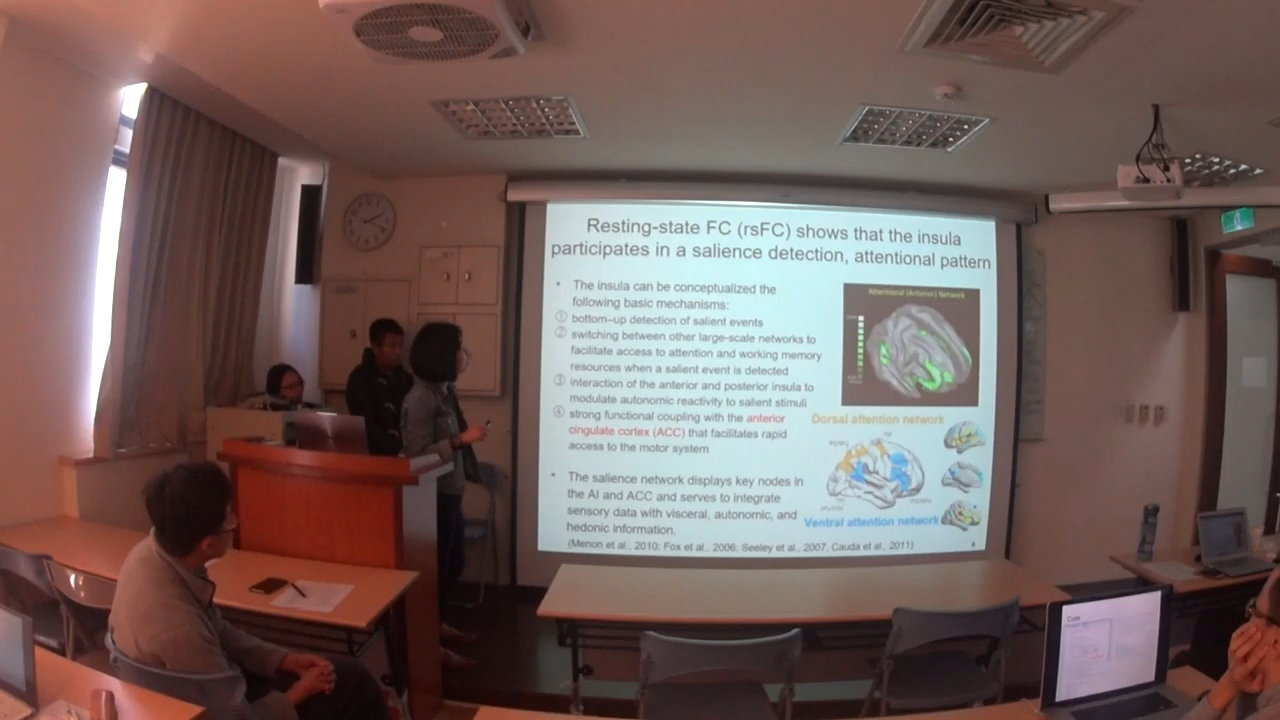 Resting-state FC (rsFC) shows that the insula
participates in a salience detection, attentional pattern
• The insula can be conceptualized the
following basic mechanisms:
① bottom–up detection of salient events
② switching between other large-scale networks to
facilitate access to attention and working memory
resources when a salient event is detected
③ interaction of the anterior and posterior insula to
modulate autonomic reactivity to salient stimuli
④ strong functional coupling with the anterior
cingulate cortex (ACC) that facilitates rapid
access to the motor system
• The salience network displays key nodes in
the AI and ACC and serves to integrate
sensory data with visceral, autonomic, and
hedonic information.
(Menon et al., 2010; Fox et al., 2006; Seeley et al., 2007, Cauda et al., 2011)
Attentional (Anterior) Network
Dorsal attention network
Ventral attention network
Code